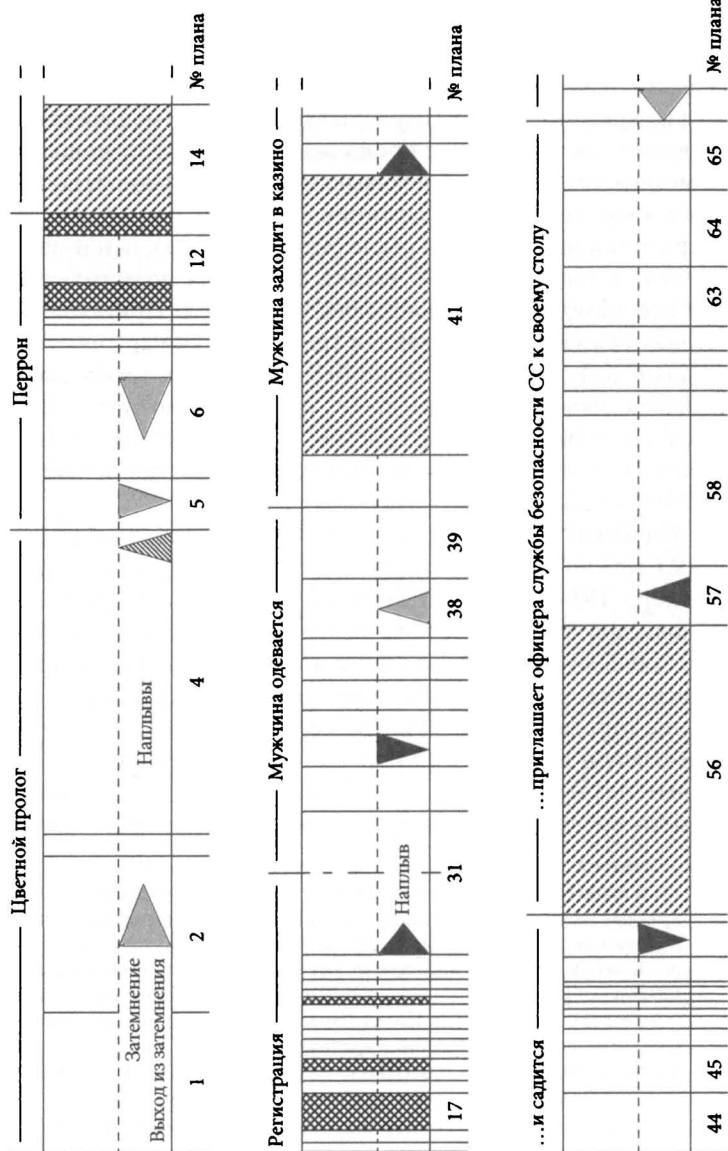 Цветной пролог
Перрон
Затемнение
Выход из затемнения
Наплывы
1 2 4 5 6 12 14 № плана
Регистрация
Мужчина одевается
Мужчина заходит в казино
Наплыв
17 31 38 39 41 № плана
…и садится
…приглашает офицера службы безопасности СС к своему столу
44 45 56 57 58 63 64 65 № плана